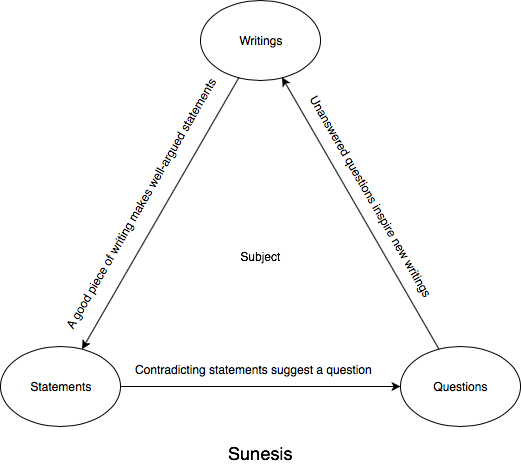 Writings
A good piece of writing makes well-argued statements
Unanswered questions inspire new writings
Subject
Contradicting statements suggest a question
Statements
Questions
Sunesis